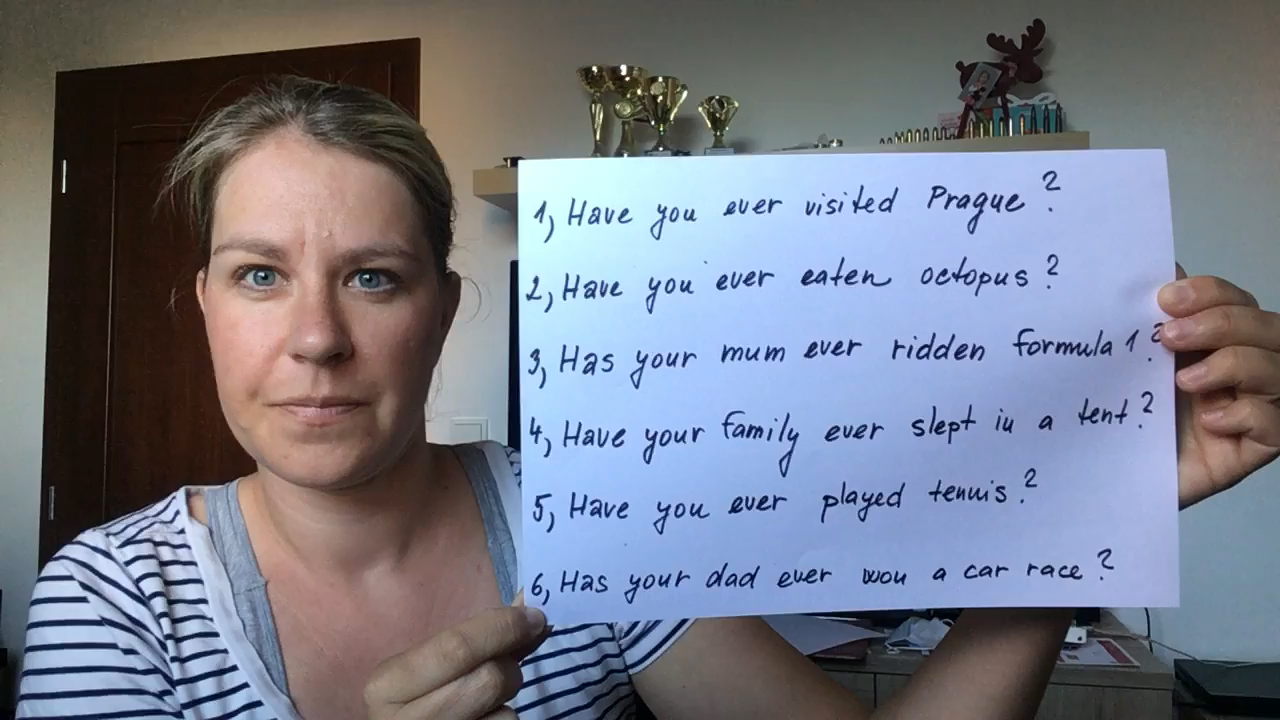 1, Have you ever visited Prague?
2, Have you ever eaten octopus?
3, Has your mum ever ridden formula 1?
4, Have your family ever slept in a tent?
5, Have you ever played tennis?
6, Has your dad ever won a car race?